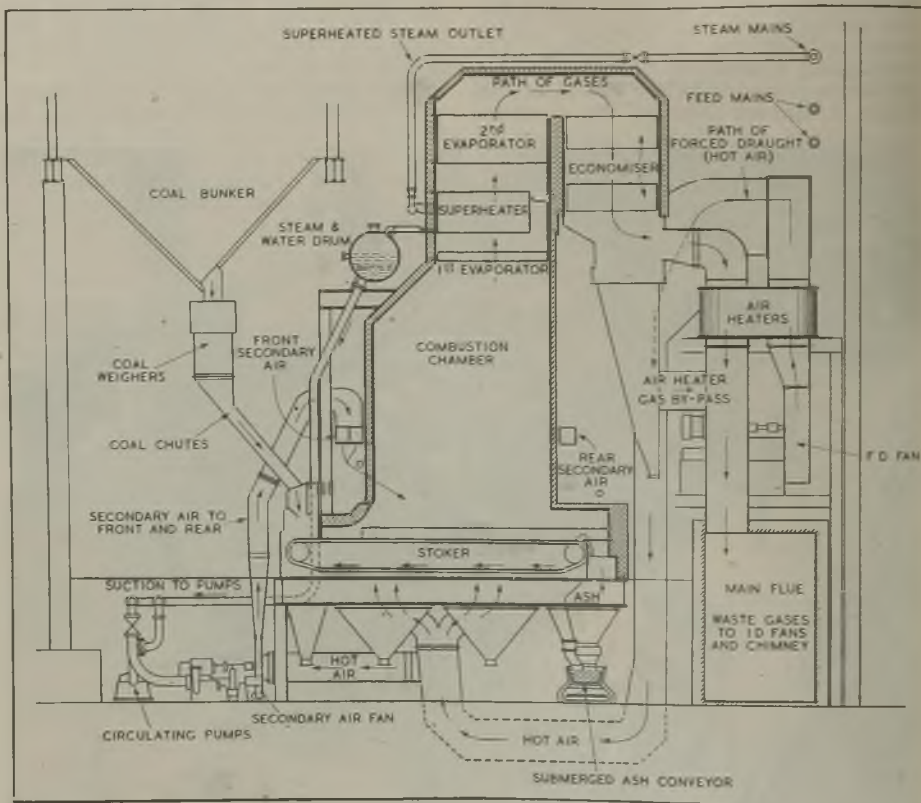 SUPERHEATED STEAM OUTLET
STEAM MAINS
PATH OF GASES
FEED MAINS
PATH OF
FORCED DRAUGHT
(HOT AIR)
2ND
EVAPORATOR
ECONOMISER
COAL BUNKER
SUPERHEATER
STEAM &
WATER DRUM
1ST EVAPORATOR
AIR
HEATERS
FRONT
SECONDARY
AIR
COMBUSTION
CHAMBER
COAL
WEIGHERS
AIR HEATER
GAS BY-PASS
COAL CHUTES
REAR
SECONDARY
AIR
F D FAN
SECONDARY AIR TO
FRONT AND REAR
STOKER
SUCTION TO PUMPS
ASH
MAIN FLUE
WASTE GASES
TO I D FANS
AND CHIMNEY
HOT
AIR
SECONDARY AIR FAN
CIRCULATING PUMPS
HOT AIR
SUBMERGED ASH CONVEYOR